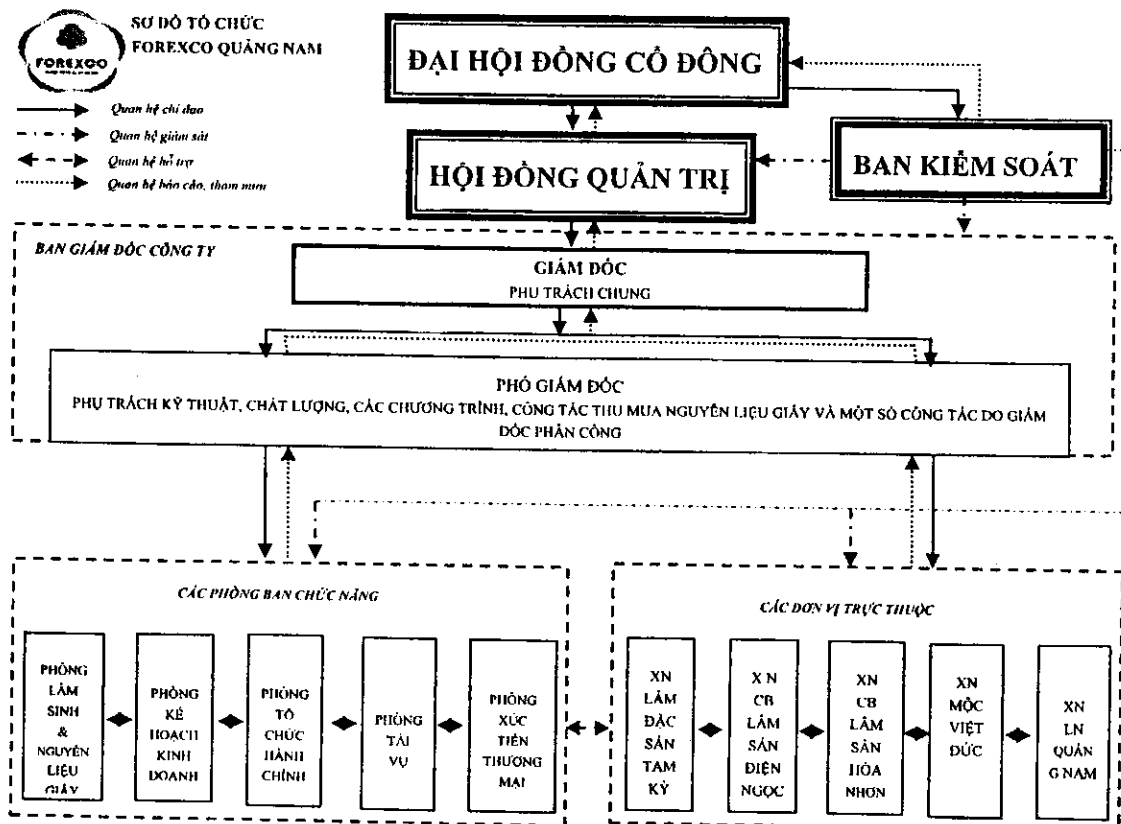 SƠ ĐỒ TỔ CHỨC
FOREXCO QUẢNG NAM
FOREXCO
Quan hệ chỉ đạo
Quan hệ giám sát
Quan hệ hỗ trợ
Quan hệ báo cáo, tham mưu
ĐẠI HỘI ĐỒNG CỔ ĐÔNG
HỘI ĐỒNG QUẢN TRỊ
BAN KIỂM SOÁT
BAN GIÁM ĐỐC CÔNG TY
GIÁM ĐỐC
PHỤ TRÁCH CHUNG
PHÓ GIÁM ĐỐC
PHỤ TRÁCH KỸ THUẬT, CHẤT LƯỢNG, CÁC CHƯƠNG TRÌNH, CÔNG TÁC THU MUA NGUYÊN LIỆU GIẤY VÀ MỘT SỐ CÔNG TÁC DO GIÁM
ĐỐC PHÂN CÔNG
CÁC PHÒNG BAN CHỨC NĂNG
PHÒNG
LÂM
SINH
&
NGUYÊN
LIỆU
GIẤY
PHÒNG
KẾ
HOẠCH
KINH
DOANH
PHÒNG
TỔ
CHỨC
HÀNH
CHÍNH
PHÒNG
TÀI
VỤ
PHÒNG
XÚC
TIẾN
THƯƠNG
MẠI
CÁC ĐƠN VỊ TRỰC THUỘC
XN
LÂM
ĐẶC
SẢN
TAM
KỲ
X N
CB
LÂM
SẢN
ĐIỆN
NGỌC
XN
CB
LÂM
SẢN
HÒA
NHƠN
XN
MỘC
VIỆT
ĐỨC
XN
LN
QUẢN
G NAM